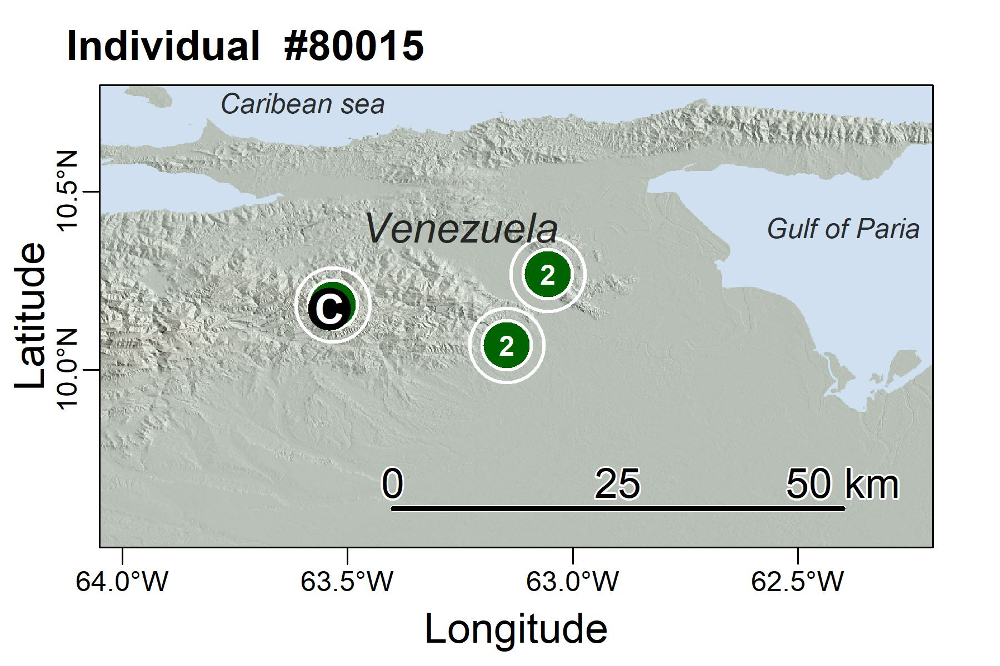 Individual #80015
Caribean sea
10.5°N
Venezuela
Gulf of Paria
2
C
2
Latitude
10.0°N
0 25 50 km
64.0°W 63.5°W 63.0°W 62.5°W
Longitude